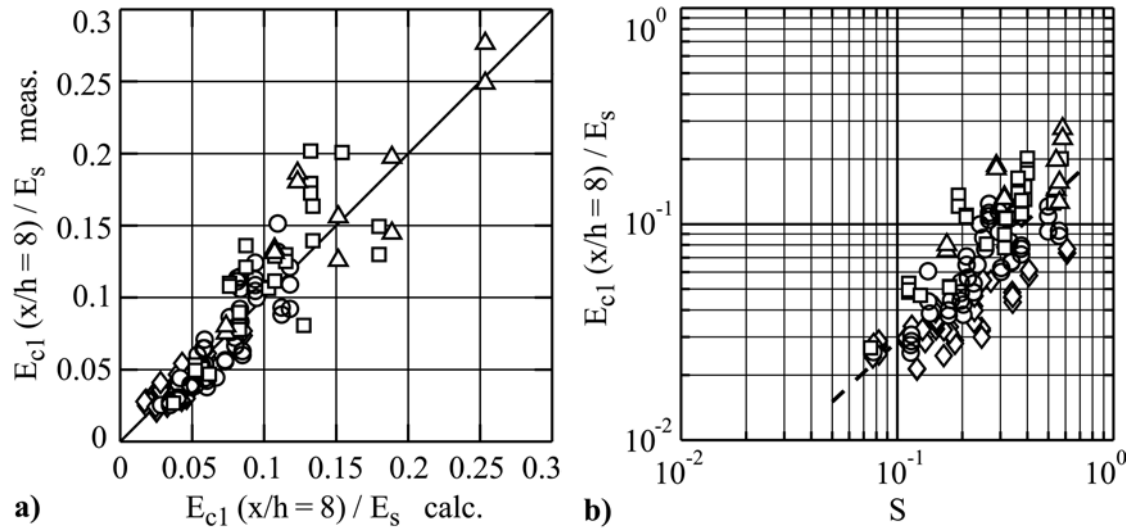 E_c1 (x/h = 8) / E_s meas.
0.3
0.25
0.2
0.15
0.1
0.05
0
0 0.05 0.1 0.15 0.2 0.25 0.3
a) E_c1 (x/h = 8) / E_s calc.
E_c1 (x/h = 8) / E_s
10^0
10^-1
10^-2
10^-2 10^-1 10^0
b) S